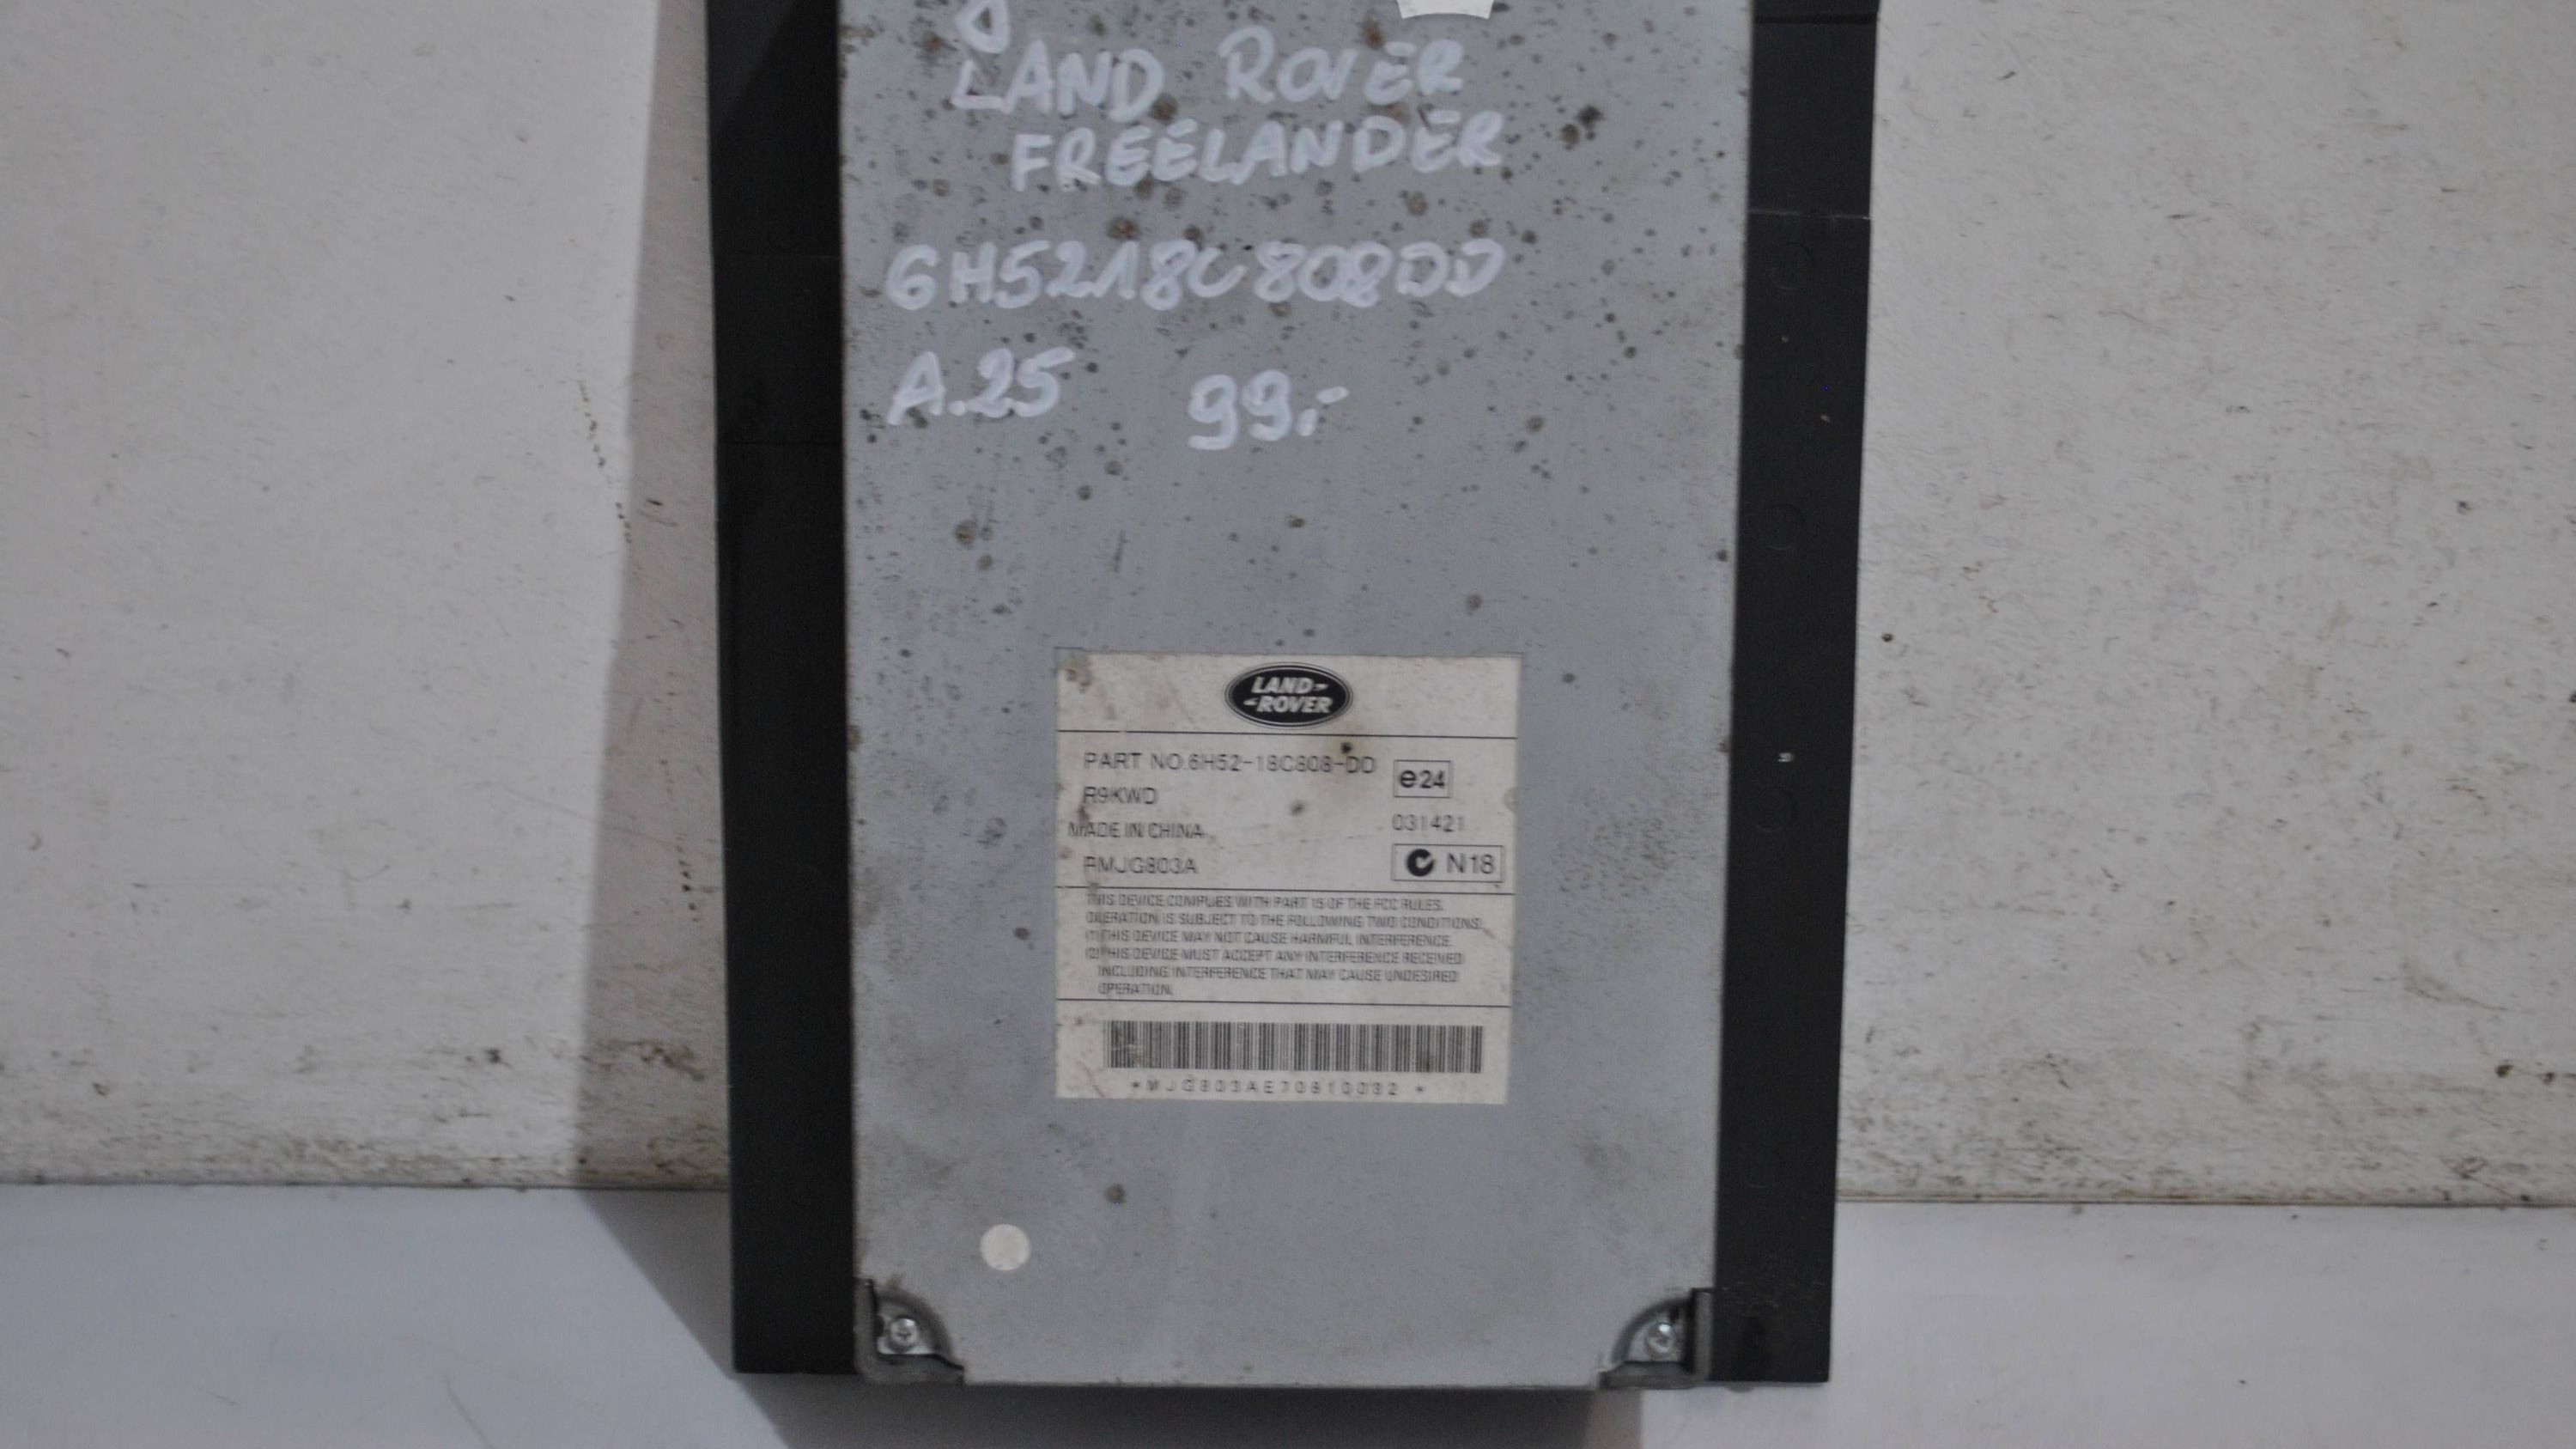 LAND ROVER
FREELANDER
6H5218C808DD
A.25 99.-
LAND-
-ROVER
PART NO.6H52-18C808-DD
e24
R9KWD
MADE IN CHINA
031421
RMJG803A
N18
THIS DEVICE COMPLIES WITH PART 15 OF THE FCC RULES.
OPERATION IS SUBJECT TO THE FOLLOWING TWO CONDITIONS:
(1) THIS DEVICE MAY NOT CAUSE HARMFUL INTERFERENCE.
(2) THIS DEVICE MUST ACCEPT ANY INTERFERENCE RECEIVED
INCLUDING INTERFERENCE THAT MAY CAUSE UNDESIRED
OPERATION.